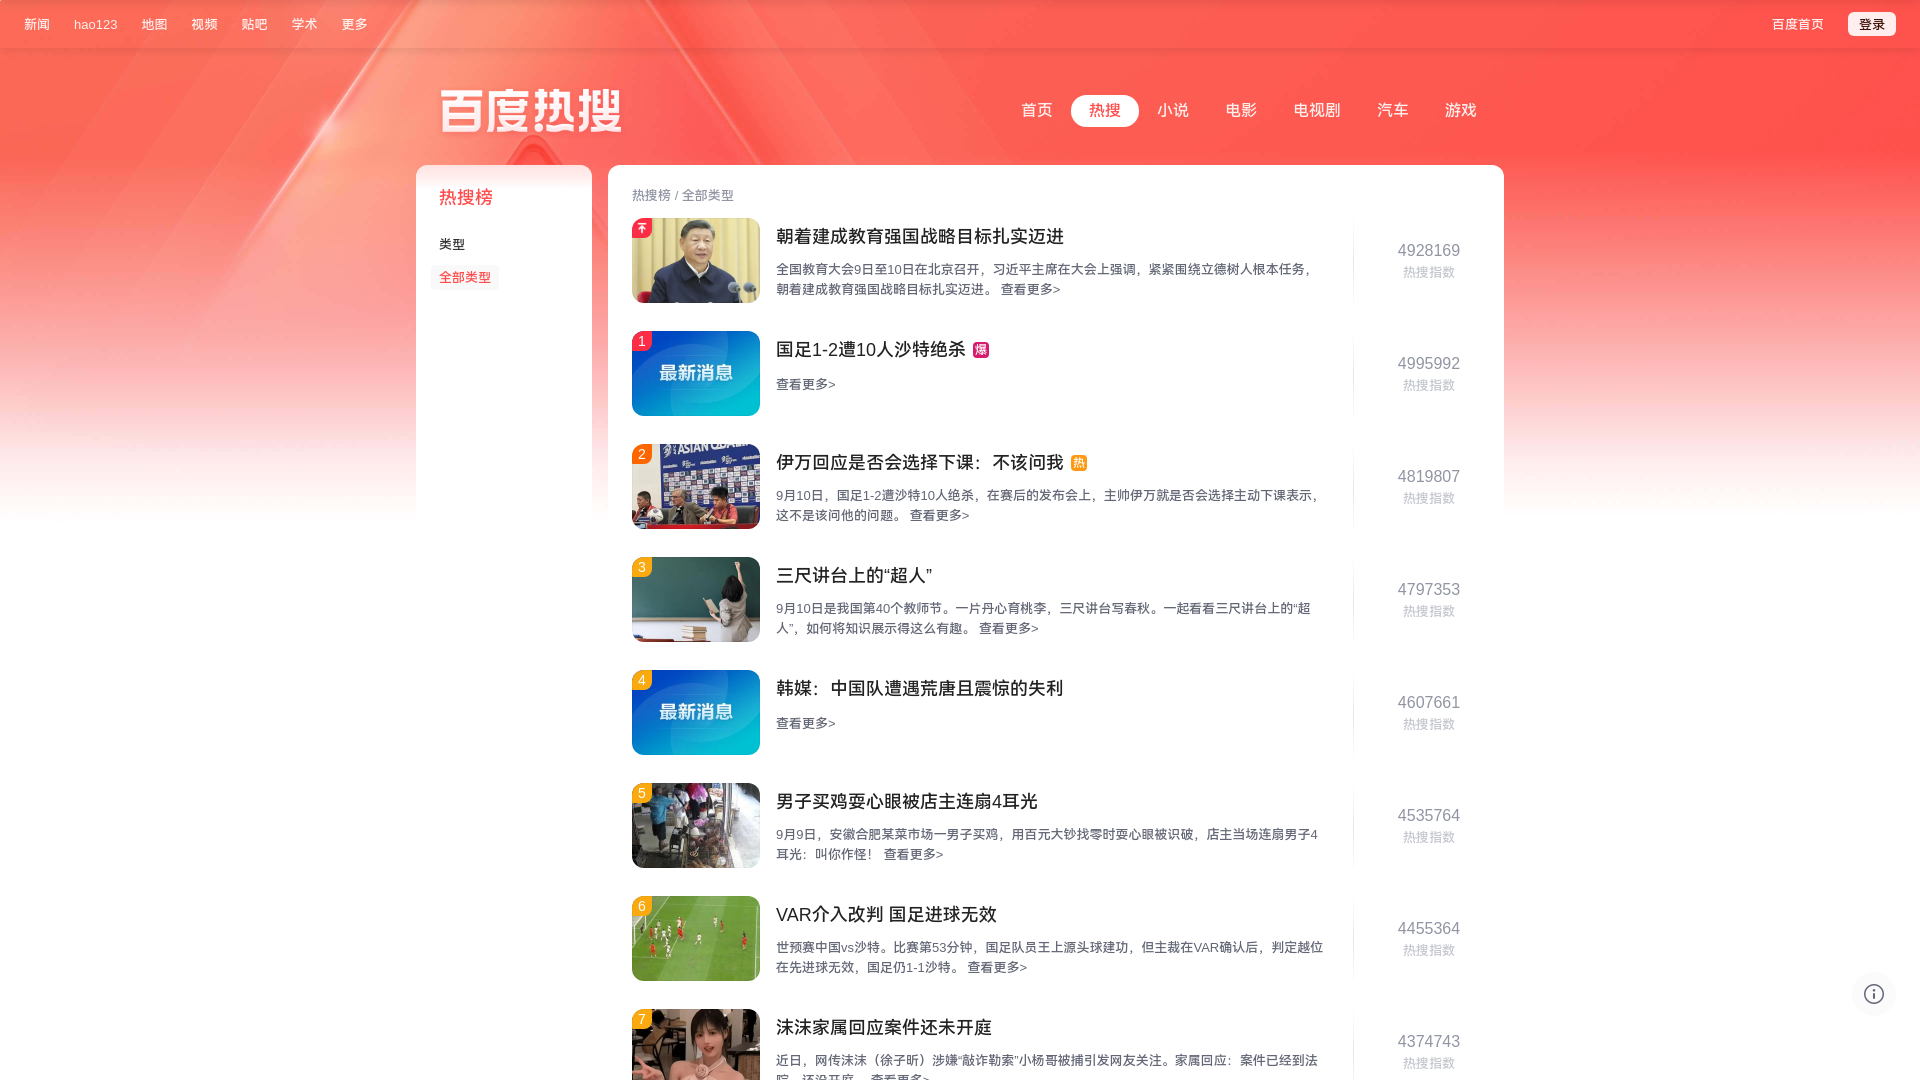 新闻 hao123 地图 视频 贴吧 学术 更多 百度首页 登录
百度热搜
首页 热搜 小说 电影 电视剧 汽车 游戏
热搜榜
类型
全部类型
热搜榜 / 全部类型
朝着建成教育强国战略目标扎实迈进
全国教育大会9日至10日在北京召开，习近平主席在大会上强调，紧紧围绕立德树人根本任务，
朝着建成教育强国战略目标扎实迈进。 查看更多>
4928169
热搜指数
1
最新消息
国足1-2遭10人沙特绝杀 爆
查看更多>
4995992
热搜指数
2
伊万回应是否会选择下课：不该问我 热
9月10日，国足1-2遭沙特10人绝杀，在赛后的发布会上，主帅伊万就是否会选择主动下课表示，
这不是该问他的问题。 查看更多>
4819807
热搜指数
3
三尺讲台上的“超人”
9月10日是我国第40个教师节。一片丹心育桃李，三尺讲台写春秋。一起看看三尺讲台上的“超
人”，如何将知识展示得这么有趣。 查看更多>
4797353
热搜指数
4
最新消息
韩媒：中国队遭遇荒唐且震惊的失利
查看更多>
4607661
热搜指数
5
男子买鸡耍心眼被店主连扇4耳光
9月9日，安徽合肥某菜市场一男子买鸡，用百元大钞找零时耍心眼被识破，店主当场连扇男子4
耳光：叫你作怪！ 查看更多>
4535764
热搜指数
6
VAR介入改判 国足进球无效
世预赛中国vs沙特。比赛第53分钟，国足队员王上源头球建功，但主裁在VAR确认后，判定越位
在先进球无效，国足仍1-1沙特。 查看更多>
4455364
热搜指数
7
沫沫家属回应案件还未开庭
近日，网传沫沫（徐子昕）涉嫌“敲诈勒索”小杨哥被捕引发网友关注。家属回应：案件已经到法
院，还没开庭。 查看更多>
4374743
热搜指数